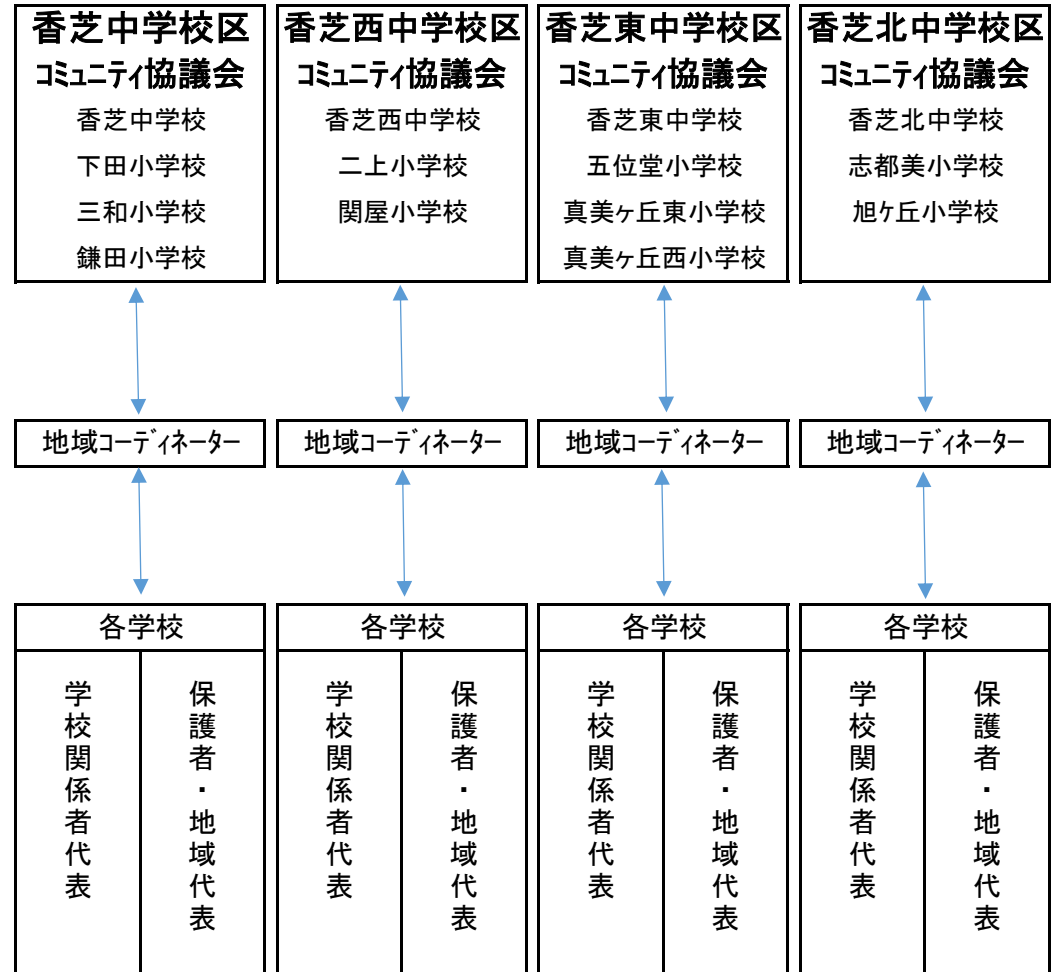 香芝中学校区
コミュニティ協議会
香芝中学校
下田小学校
三和小学校
鎌田小学校
香芝西中学校区
コミュニティ協議会
香芝西中学校
二上小学校
関屋小学校
香芝東中学校区
コミュニティ協議会
香芝東中学校
五位堂小学校
真美ヶ丘東小学校
真美ヶ丘西小学校
香芝北中学校区
コミュニティ協議会
香芝北中学校
志都美小学校
旭ケ丘小学校
地域コーディネーター
地域コーディネーター
地域コーディネーター
地域コーディネーター
各学校
学校関係者代表
保護者・地域代表
各学校
学校関係者代表
保護者・地域代表
各学校
学校関係者代表
保護者・地域代表
各学校
学校関係者代表
保護者・地域代表